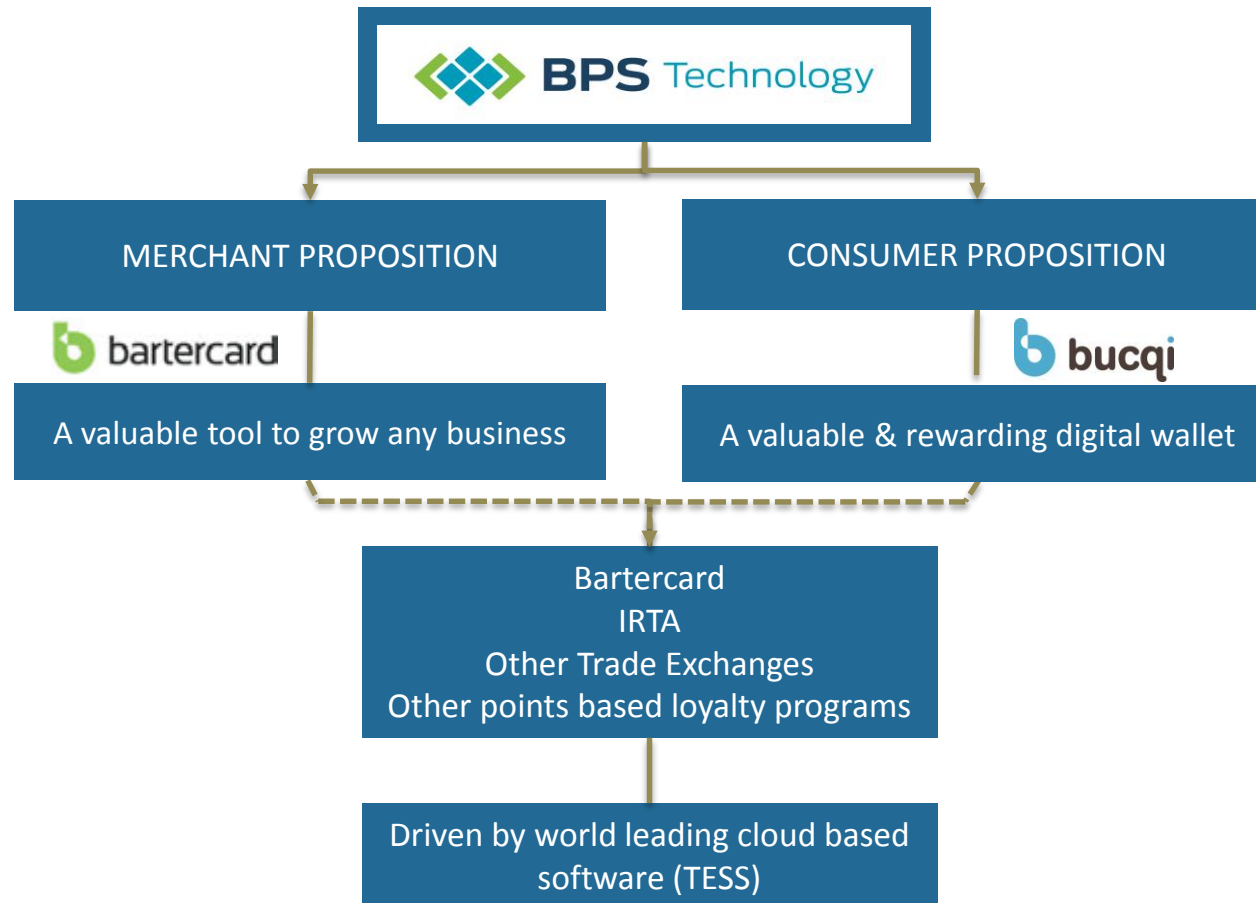 BPS Technology
MERCHANT PROPOSITION
CONSUMER PROPOSITION
bartercard
bucqi
A valuable tool to grow any business
A valuable & rewarding digital wallet
Bartercard
IRTA
Other Trade Exchanges
Other points based loyalty programs
Driven by world leading cloud based
software (TESS)